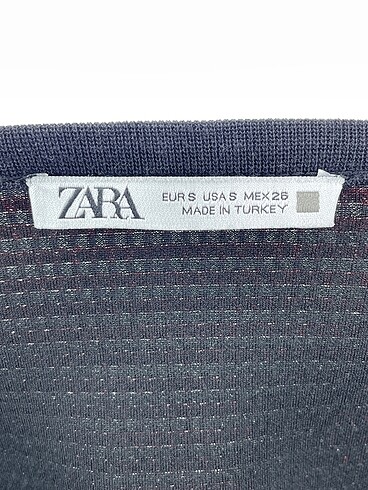 ZARA
EUR S USA S MEX 26
MADE IN TURKEY